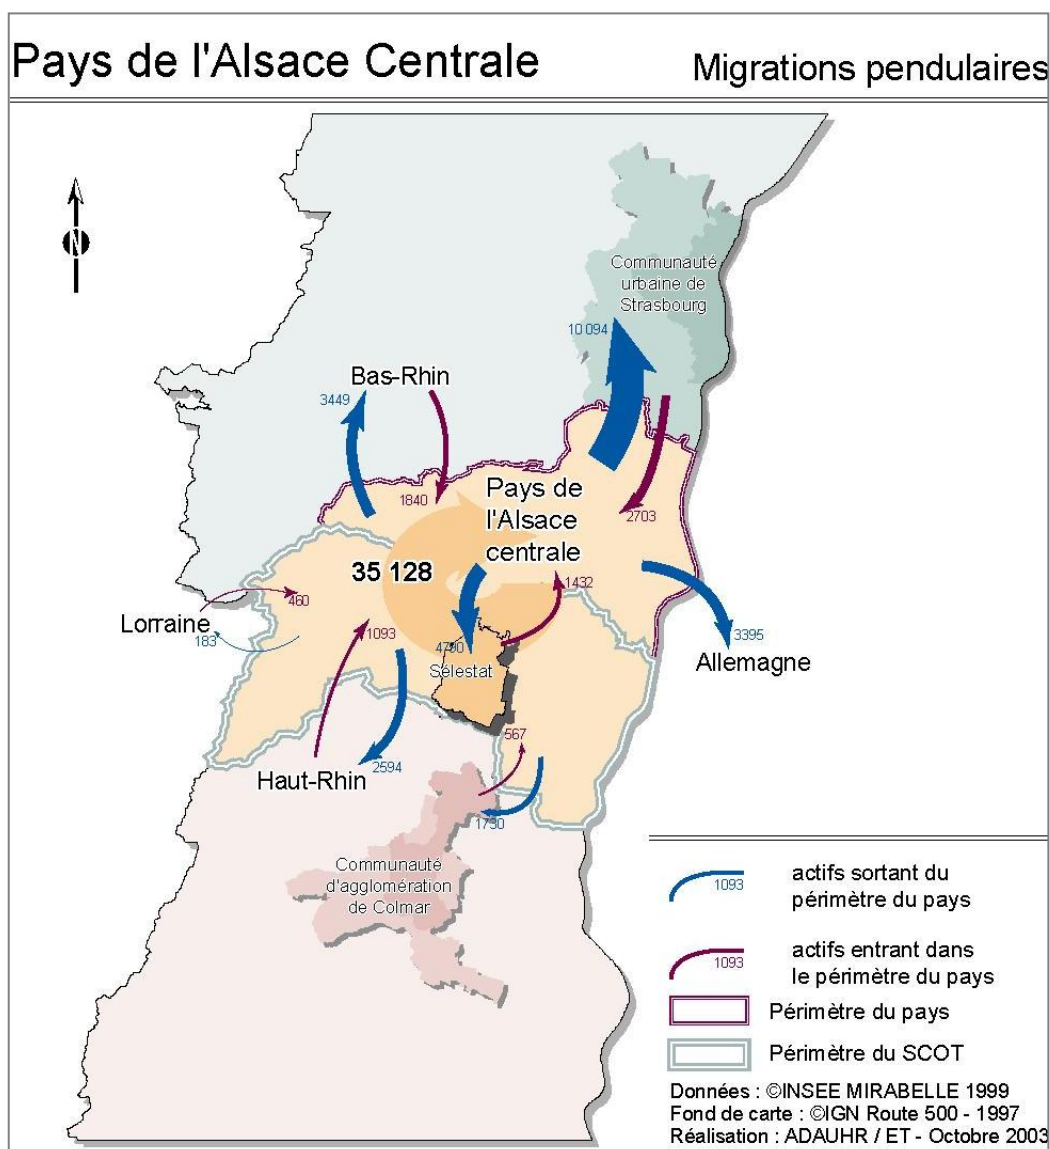 Pays de l'Alsace Centrale
Migrations pendulaires
N
Communauté
urbaine de
Strasbourg
10 094
Bas-Rhin
3449
1840
Pays de
l'Alsace
centrale
2703
35 128
1432
460
Lorraine
183
1093
4790
Sélestat
3395
Allemagne
567
2594
Haut-Rhin
1730
Communauté
d'agglomération
de Colmar
1093
actifs sortant du
périmètre du pays
1093
actifs entrant dans
le périmètre du pays
Périmètre du pays
Périmètre du SCOT
Données : ©INSEE MIRABELLE 1999
Fond de carte : ©IGN Route 500 - 1997
Réalisation : ADAUHR / ET - Octobre 2003